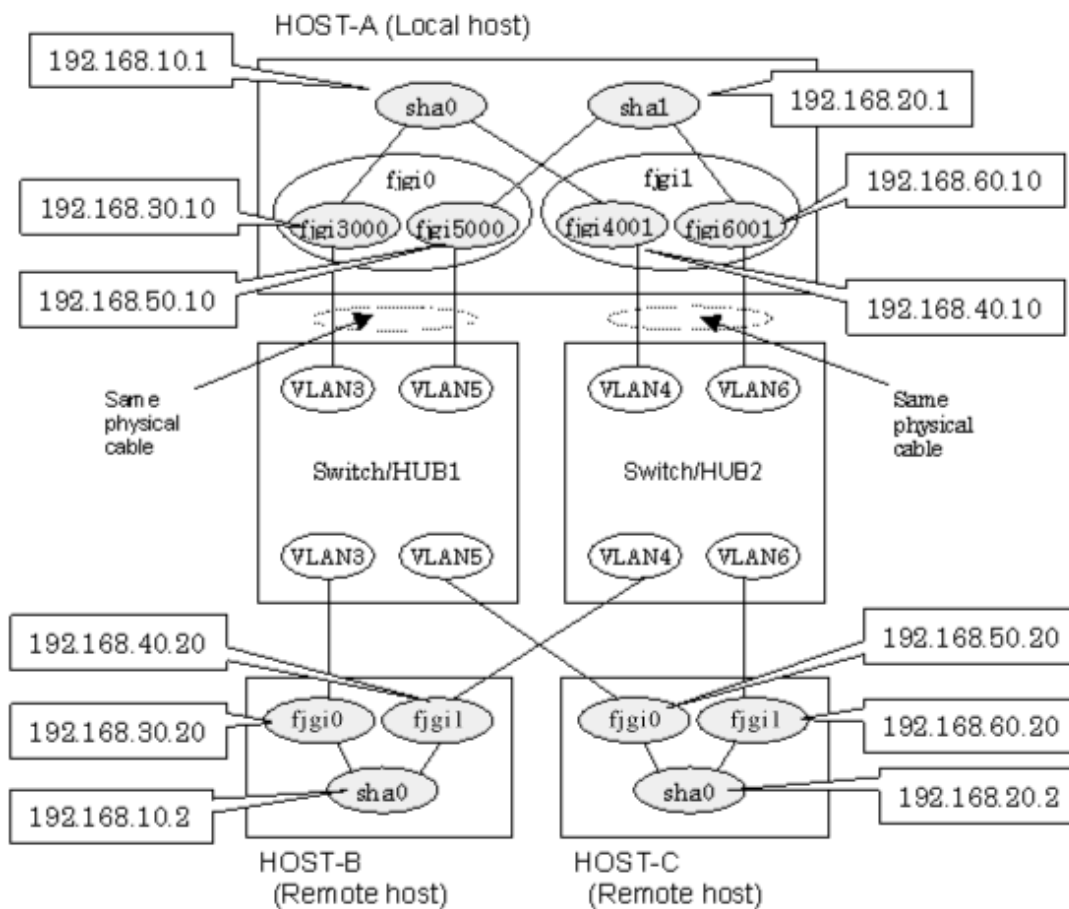 HOST-A (Local host)
192.168.10.1
sha0
sha1
192.168.20.1
fjgi0
fjgi1
192.168.30.10
fjgi3000
fjgi5000
fjgi4001
fjgi6001
192.168.60.10
192.168.50.10
192.168.40.10
VLAN3
VLAN5
VLAN4
VLAN6
Same
physical
cable
Same
physical
cable
Switch/HUB1
Switch/HUB2
VLAN3
VLAN5
VLAN4
VLAN6
192.168.40.20
192.168.50.20
192.168.30.20
fjgi0
fjgi1
fjgi0
fjgi1
192.168.60.20
192.168.10.2
sha0
sha0
192.168.20.2
HOST-B
(Remote host)
HOST-C
(Remote host)